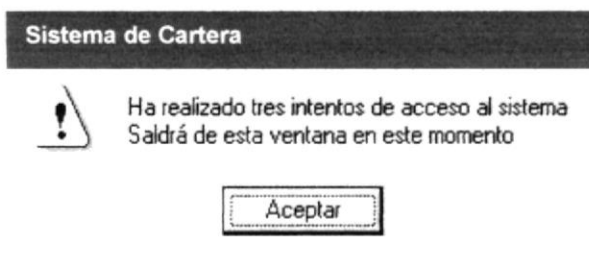 Sistema de Cartera
Ha realizado tres intentos de acceso al sistema
Saldrá de esta ventana en este momento
Aceptar